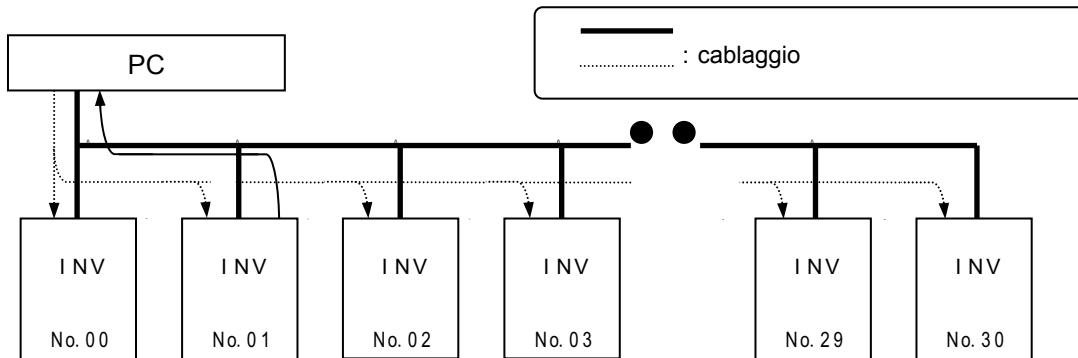 PC
: cablaggio
INV INV INV INV INV INV
No. 00 No. 01 No. 02 No. 03 No. 29 No. 30